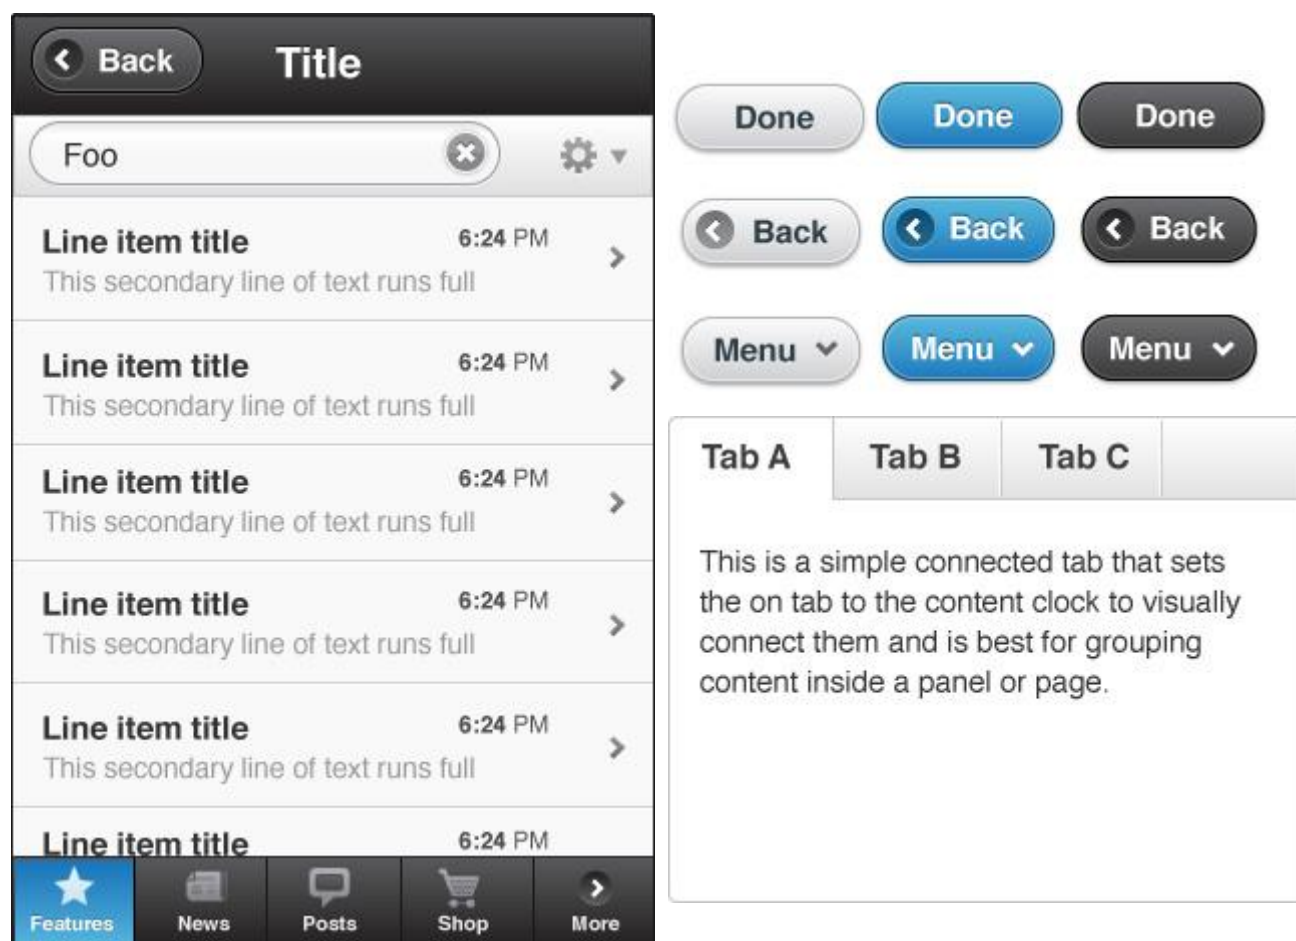 Back Title
Foo
Line item title 6:24 PM
This secondary line of text runs full
Line item title 6:24 PM
This secondary line of text runs full
Line item title 6:24 PM
This secondary line of text runs full
Line item title 6:24 PM
This secondary line of text runs full
Line item title 6:24 PM
This secondary line of text runs full
Line item title 6:24 PM
Features News Posts Shop More
Done Done Done
Back Back Back
Menu Menu Menu
Tab A Tab B Tab C
This is a simple connected tab that sets
the on tab to the content clock to visually
connect them and is best for grouping
content inside a panel or page.